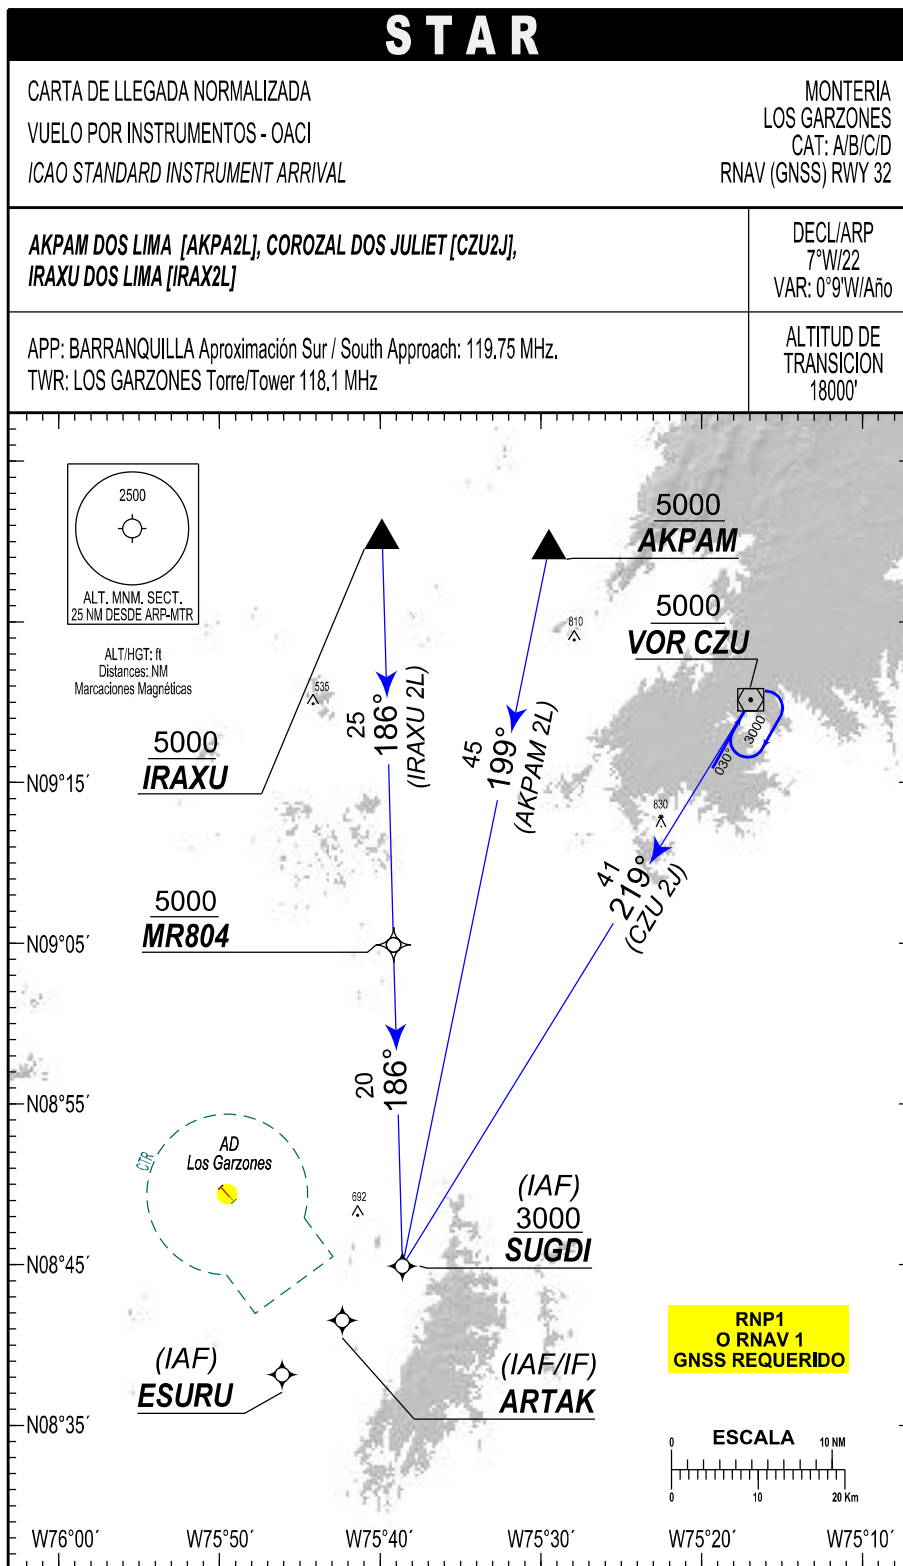 STAR
CARTA DE LLEGADA NORMALIZADA
VUELO POR INSTRUMENTOS - OACI
ICAO STANDARD INSTRUMENT ARRIVAL
MONTERIA
LOS GARZONES
CAT: A/B/C/D
RNAV (GNSS) RWY 32
AKPAM DOS LIMA [AKPA2L], COROZAL DOS JULIET [CZU2J],
IRAXU DOS LIMA [IRAX2L]
DECL/ARP
7°W/22
VAR: 0°9'W/Año
APP: BARRANQUILLA Aproximación Sur / South Approach: 119.75 MHz.
TWR: LOS GARZONES Torre/Tower 118.1 MHz
ALTITUD DE
TRANSICION
18000'
2500
ALT. MNM. SECT.
25 NM DESDE ARP-MTR
ALT/HGT: ft
Distances: NM
Marcaciones Magnéticas
5000
AKPAM
5000
VOR CZU
810
535
3000
030°
25
186°
(IRAXU 2L)
45
199°
(AKPAM 2L)
5000
IRAXU
N09°15´
830
41
219°
(CZU 2J)
5000
MR804
N09°05´
20
186°
N08°55´
CTR
AD
Los Garzones
692
(IAF)
3000
SUGDI
N08°45´
(IAF)
ESURU
(IAF/IF)
ARTAK
N08°35´
RNP1
O RNAV 1
GNSS REQUERIDO
ESCALA
0
10 NM
0
10
20 Km
W76°00´
W75°50´
W75°40´
W75°30´
W75°20´
W75°10´